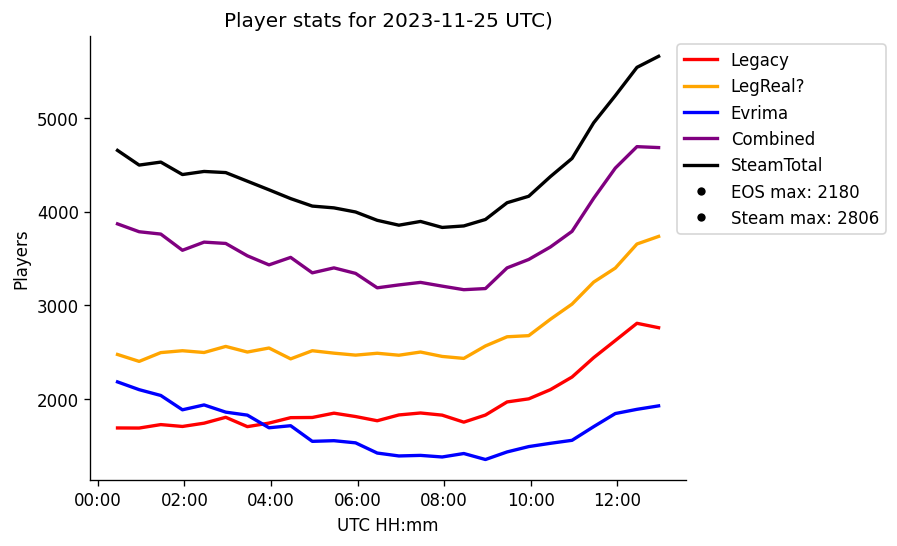 Player stats for 2023-11-25 UTC)
Players
5000
4000
3000
2000
00:00 02:00 04:00 06:00 08:00 10:00 12:00
UTC HH:mm
Legacy
LegReal?
Evrima
Combined
SteamTotal
EOS max: 2180
Steam max: 2806